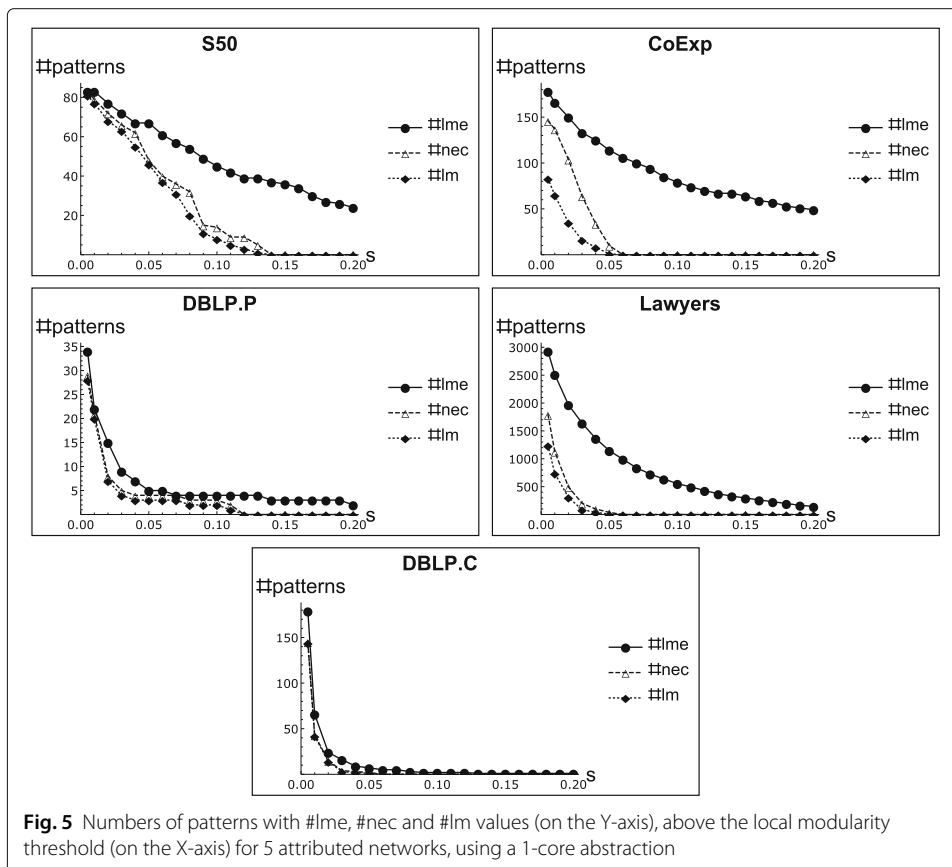 S50
#patterns
80
60
40
20
0.00 0.05 0.10 0.15 0.20 s
#lme
#nec
#lm
CoExp
#patterns
150
100
50
0.00 0.05 0.10 0.15 0.20 s
#lme
#nec
#lm
DBLP.P
#patterns
35
30
25
20
15
10
5
0.00 0.05 0.10 0.15 0.20 s
#lme
#nec
#lm
Lawyers
#patterns
3000
2500
2000
1500
1000
500
0.00 0.05 0.10 0.15 0.20 s
#lme
#nec
#lm
DBLP.C
#patterns
150
100
50
0.00 0.05 0.10 0.15 0.20 s
#lme
#nec
#lm
Fig. 5 Numbers of patterns with #lme, #nec and #lm values (on the Y-axis), above the local modularity
threshold (on the X-axis) for 5 attributed networks, using a 1-core abstraction